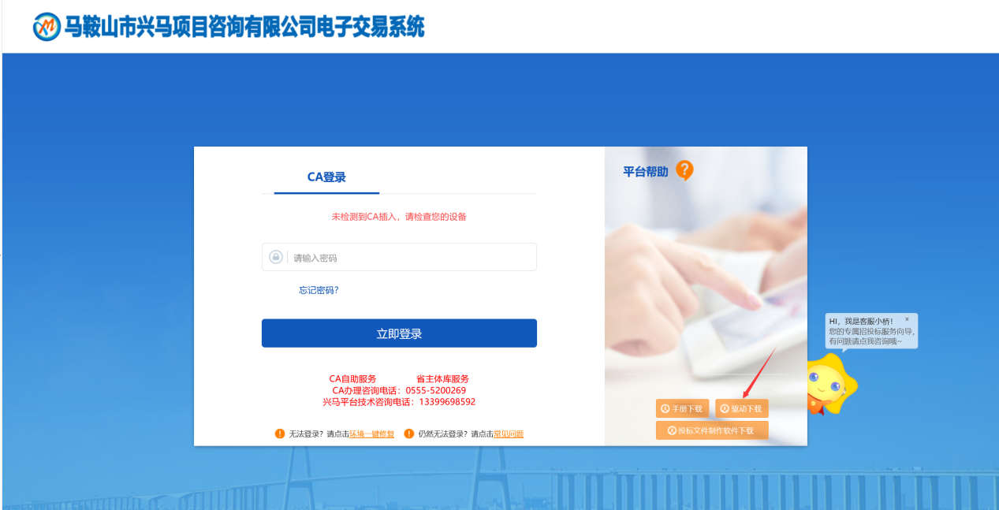 马鞍山市兴马项目咨询有限公司电子交易系统
CA登录
未检测到CA插入，请检查您的设备
请输入密码
忘记密码?
立即登录
CA自助服务 省主体库服务
CA办理咨询电话：0555-5200269
兴马平台技术咨询电话：13399698592
无法登录？请点击环境一键修复 仍然无法登录？请点击常见问题
平台帮助
手册下载 驱动下载
投标文件制作软件下载
HI，我是客服小桥！ ×
您的专属招投标服务向导，
有问题请点我咨询哦~